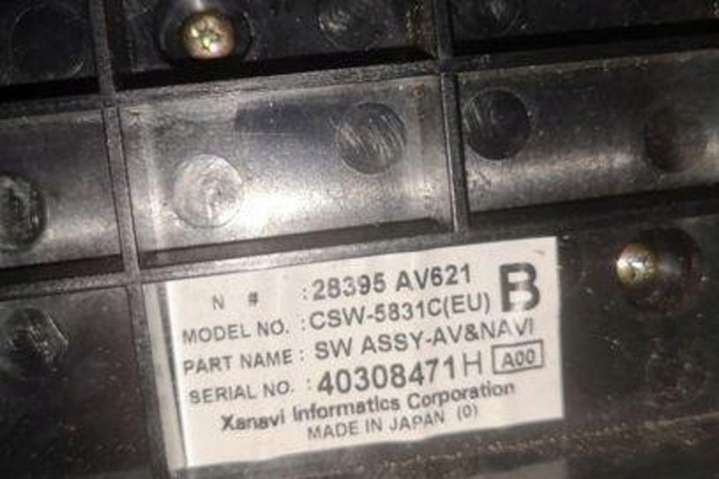 N # : 28395 AV621 B
MODEL NO. : CSW-5831C(EU)
PART NAME : SW ASSY-AV&NAVI
SERIAL NO. : 40308471H A00
Xanavi Informatics Corporation
MADE IN JAPAN (0)